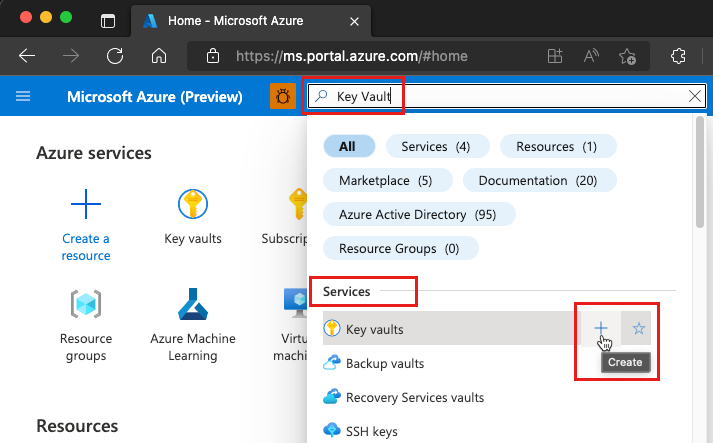 Home - Microsoft Azure
https://ms.portal.azure.com/#home
Microsoft Azure (Preview)
Key Vault
All
Services (4)
Resources (1)
Marketplace (5)
Documentation (20)
Azure Active Directory (95)
Resource Groups (0)
Azure services
Create a
resource
Key vaults
Subscrip
Resource
groups
Azure Machine
Learning
Virtu
machin
Resources
Services
Key vaults
Create
Backup vaults
Recovery Services vaults
SSH keys